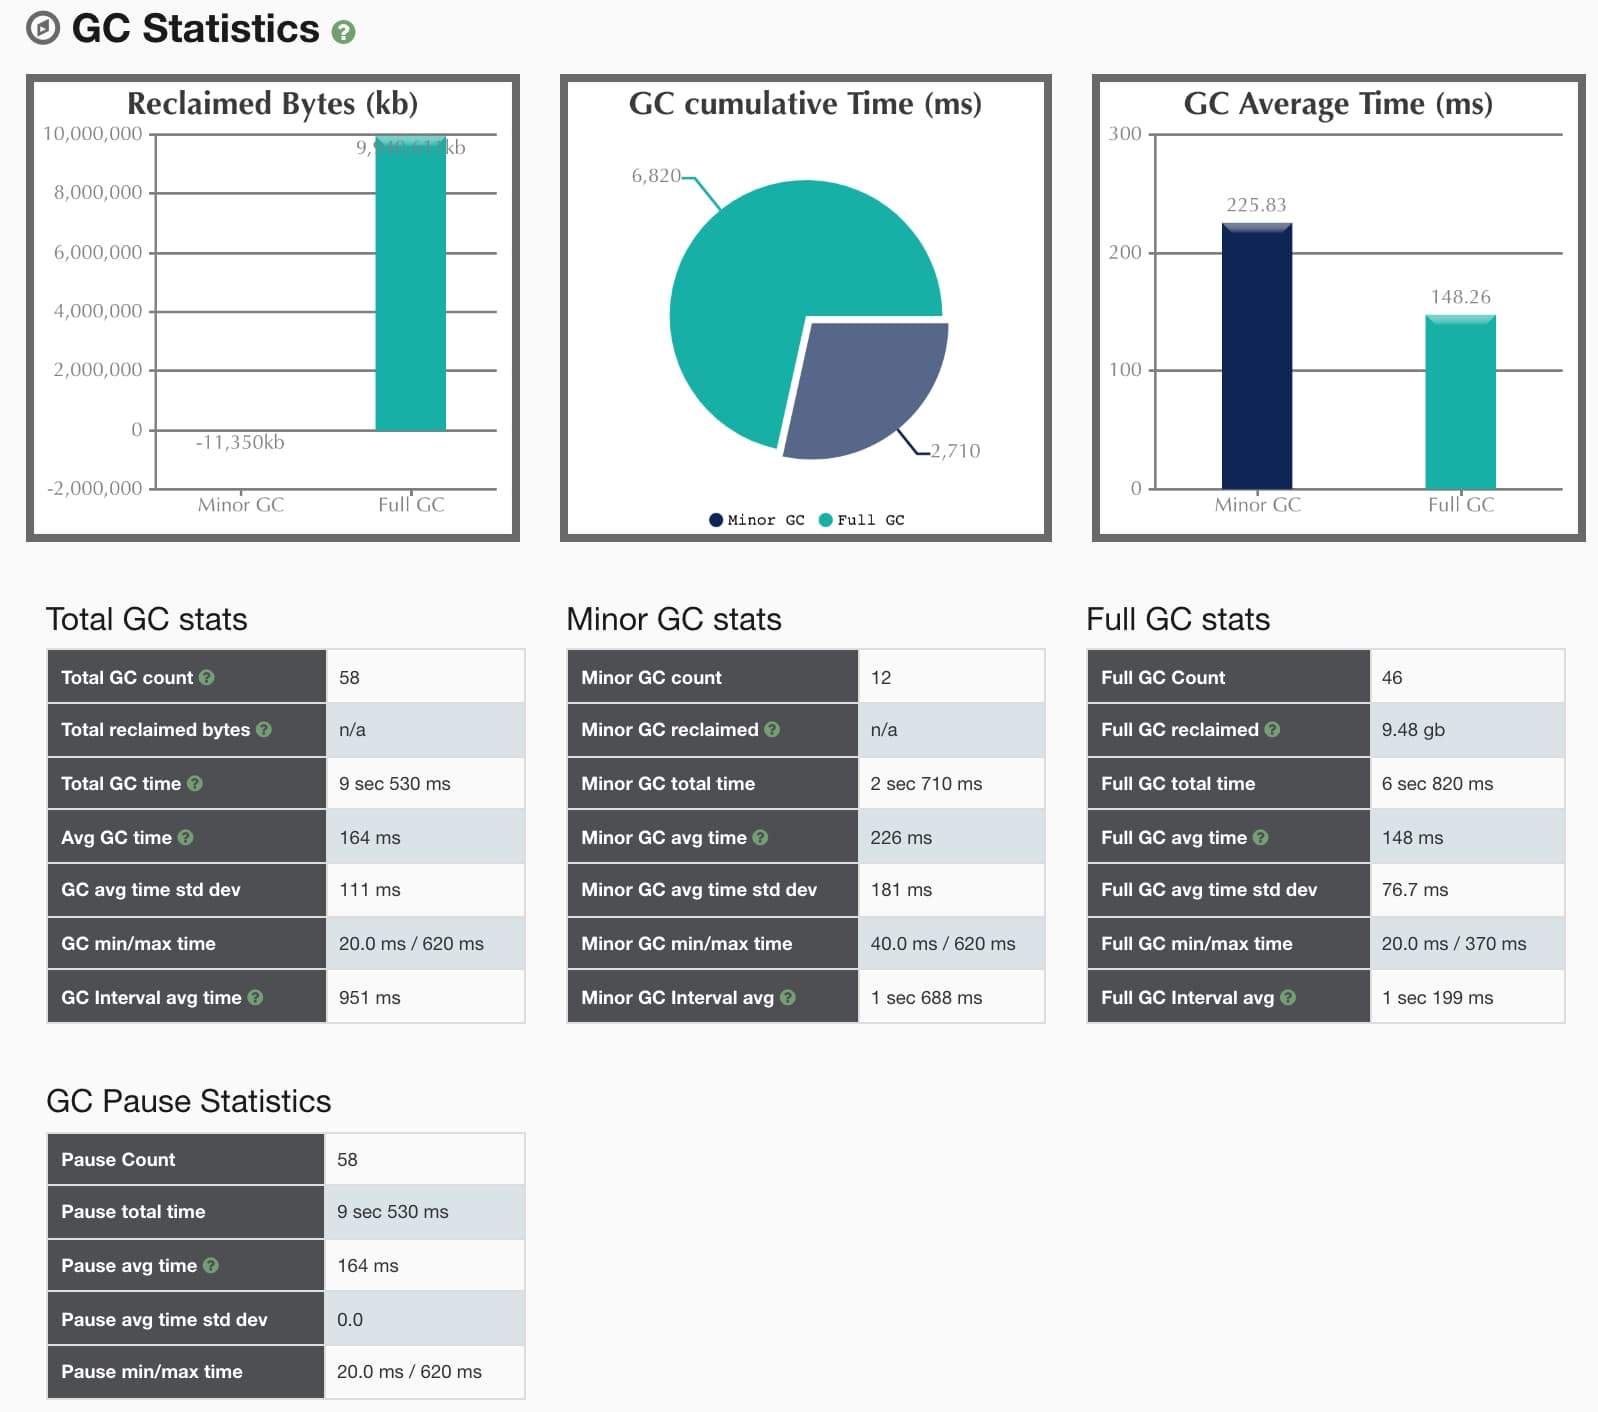 GC Statistics ?
Reclaimed Bytes (kb)
10,000,000
8,000,000
6,000,000
4,000,000
2,000,000
0
-2,000,000
-11,350kb
Minor GC
Full GC
GC cumulative Time (ms)
6,820
2,710
Minor GC Full GC
GC Average Time (ms)
300
200
100
0
225.83
148.26
Minor GC
Full GC
Total GC stats
Total GC count ? 58
Total reclaimed bytes ? n/a
Total GC time ? 9 sec 530 ms
Avg GC time ? 164 ms
GC avg time std dev 111 ms
GC min/max time 20.0 ms / 620 ms
GC Interval avg time ? 951 ms
Minor GC stats
Minor GC count 12
Minor GC reclaimed ? n/a
Minor GC total time 2 sec 710 ms
Minor GC avg time ? 226 ms
Minor GC avg time std dev 181 ms
Minor GC min/max time 40.0 ms / 620 ms
Minor GC Interval avg ? 1 sec 688 ms
Full GC stats
Full GC Count 46
Full GC reclaimed ? 9.48 gb
Full GC total time 6 sec 820 ms
Full GC avg time ? 148 ms
Full GC avg time std dev 76.7 ms
Full GC min/max time 20.0 ms / 370 ms
Full GC Interval avg ? 1 sec 199 ms
GC Pause Statistics
Pause Count 58
Pause total time 9 sec 530 ms
Pause avg time ? 164 ms
Pause avg time std dev 0.0
Pause min/max time 20.0 ms / 620 ms